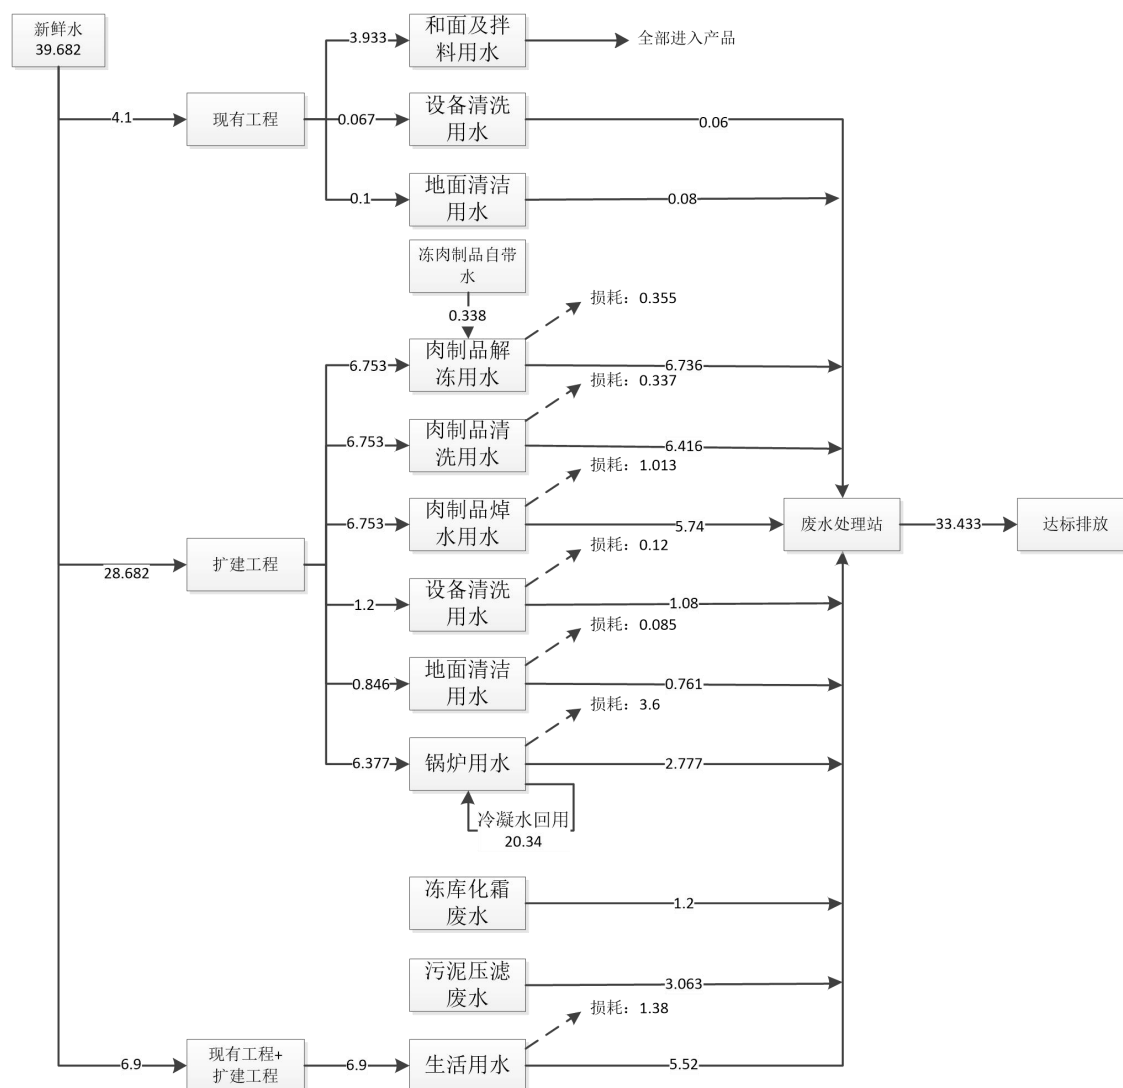 新鲜水
39.682
4.1
现有工程
3.933
和面及拌
料用水
全部进入产品
0.067
设备清洗
用水
0.06
0.1
地面清洁
用水
0.08
冻肉制品自带
水
0.338
损耗：0.355
6.753
肉制品解
冻用水
6.736
损耗：0.337
6.753
肉制品清
洗用水
6.416
损耗：1.013
6.753
肉制品焯
水用水
5.74
废水处理站
33.433
达标排放
28.682
扩建工程
损耗：0.12
1.2
设备清洗
用水
1.08
损耗：0.085
0.846
地面清洁
用水
0.761
损耗：3.6
6.377
锅炉用水
2.777
冷凝水回用
20.34
冻库化霜
废水
1.2
污泥压滤
废水
3.063
损耗：1.38
6.9
现有工程+
扩建工程
6.9
生活用水
5.52